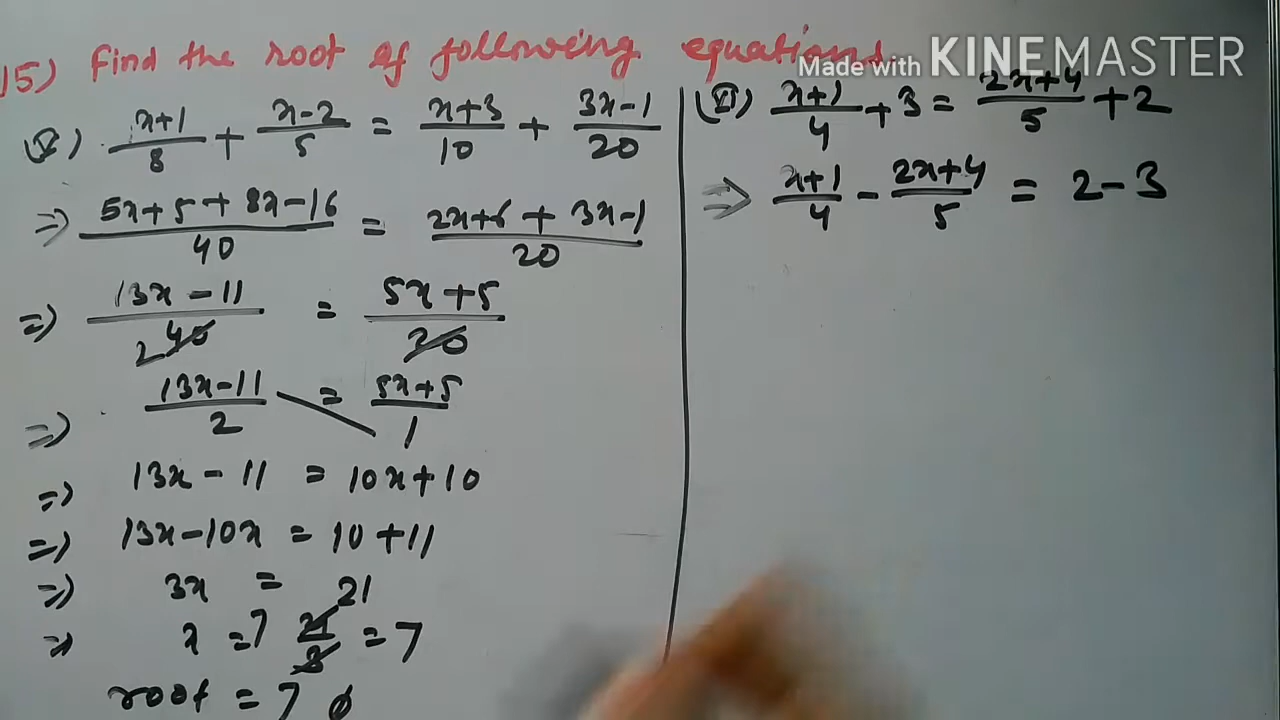 15) Find the root of following equations.
Made with KINEMASTER
(I) (x+1)/8 + (x-2)/5 = (x+3)/10 + (3x-1)/20
=> (5x+5+8x-16)/40 = (2x+6+3x-1)/20
=> (13x-11)/40 2 = (5x+5)/20
=> (13x-11)/2 = (5x+5)/1
=> 13x-11 = 10x+10
=> 13x-10x = 10+11
=> 3x = 21
=> x = 7 21/3 = 7
root = 7
(II) (x+1)/4 + 3 = (2x+4)/5 + 2
=> (x+1)/4 - (2x+4)/5 = 2-3